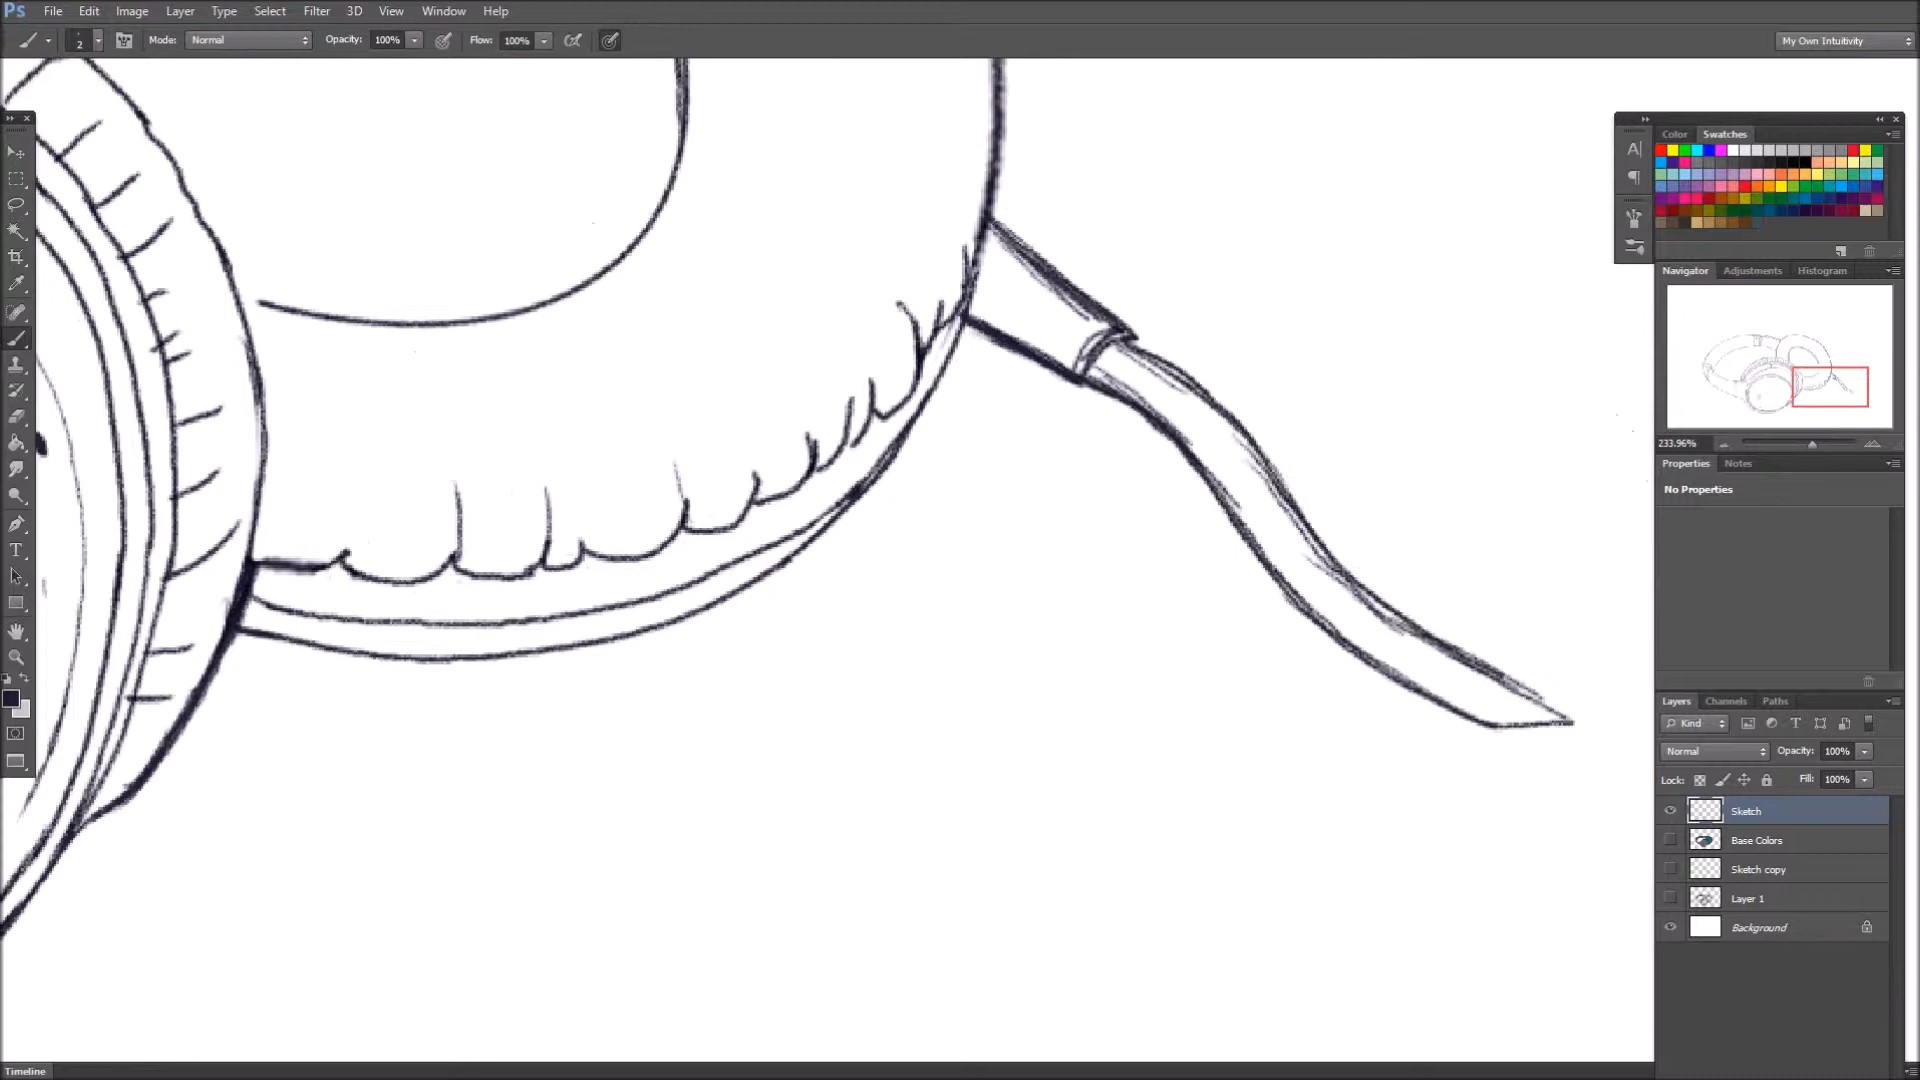 Ps File Edit Image Layer Type Select Filter 3D View Window Help
2 Mode: Normal Opacity: 100% Flow: 100% My Own Intuitivity
Color Swatches
Navigator Adjustments Histogram
233.96%
Properties Notes
No Properties
Layers Channels Paths
Kind
Normal Opacity: 100%
Lock: Fill: 100%
Sketch
Base Colors
Sketch copy
Layer 1
Background
Timeline